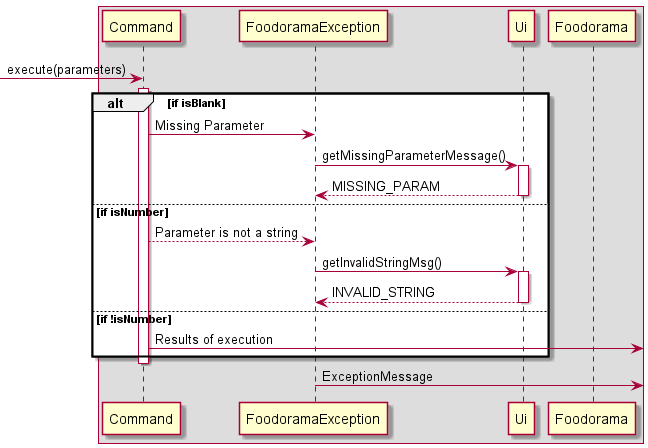 Command FoodoramaException Ui Foodorama
execute(parameters)
alt [if isBlank]
Missing Parameter
getMissingParameterMessage()
MISSING_PARAM
[if isNumber]
Parameter is not a string
getInvalidStringMsg()
INVALID_STRING
[if !isNumber]
Results of execution
ExceptionMessage
Command FoodoramaException Ui Foodorama